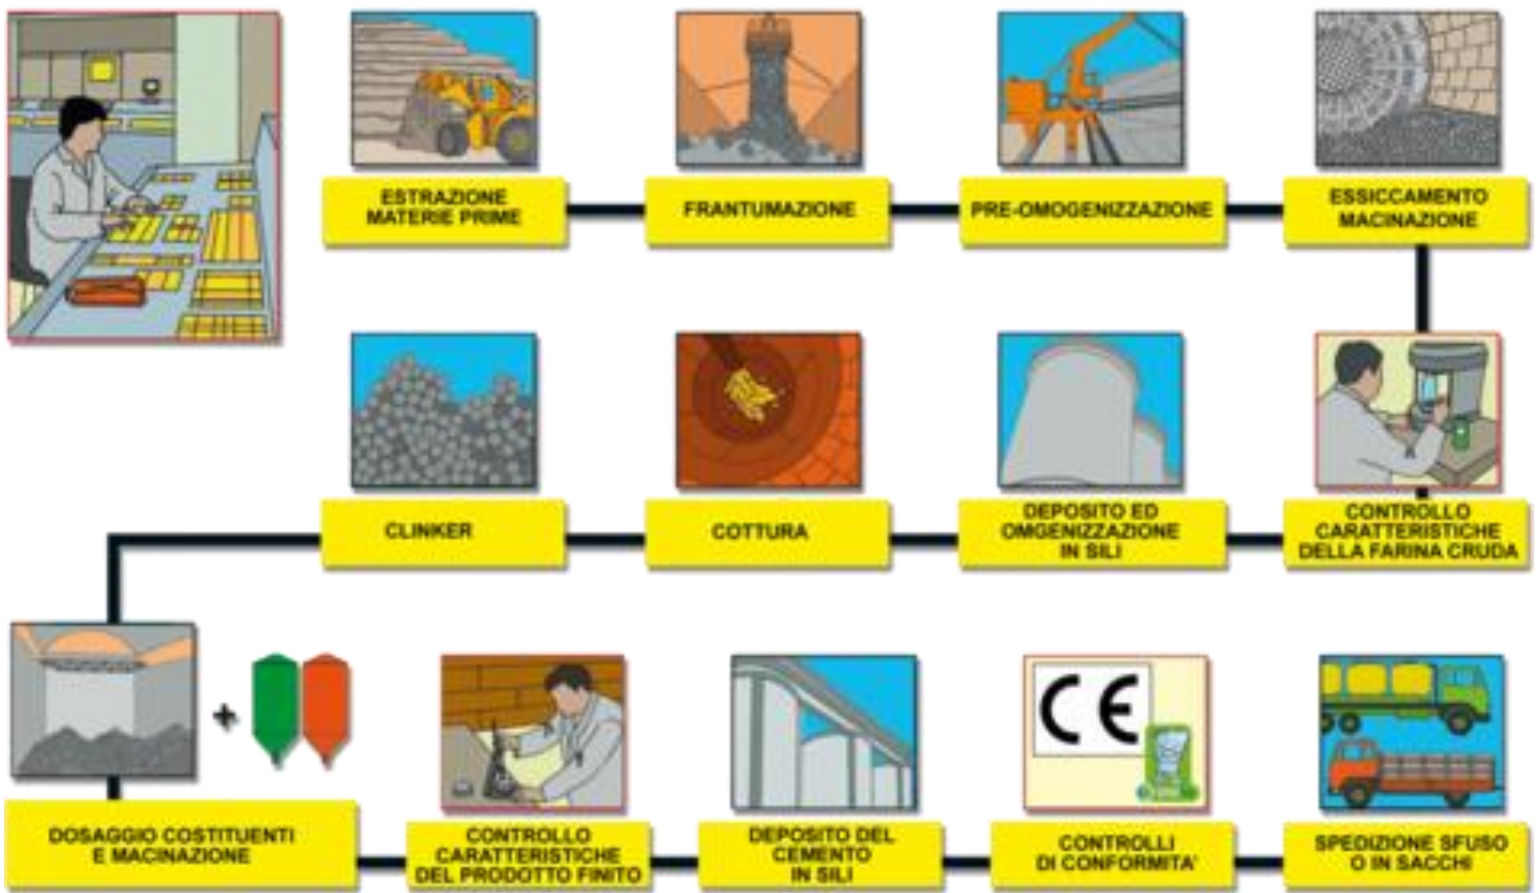 ESTRAZIONE
MATERIE PRIME
FRANTUMAZIONE
PRE-OMOGENIZZAZIONE
ESSICCAMENTO
MACINAZIONE
CONTROLLO
CARATTERISTICHE
DELLA FARINA CRUDA
DEPOSITO ED
OMGENIZZAZIONE
IN SILI
COTTURA
CLINKER
+
DOSAGGIO COSTITUENTI
E MACINAZIONE
CONTROLLO
CARATTERISTICHE
DEL PRODOTTO FINITO
DEPOSITO DEL
CEMENTO
IN SILI
CE
CONTROLLI
DI CONFORMITA'
SPEDIZIONE SFUSO
O IN SACCHI